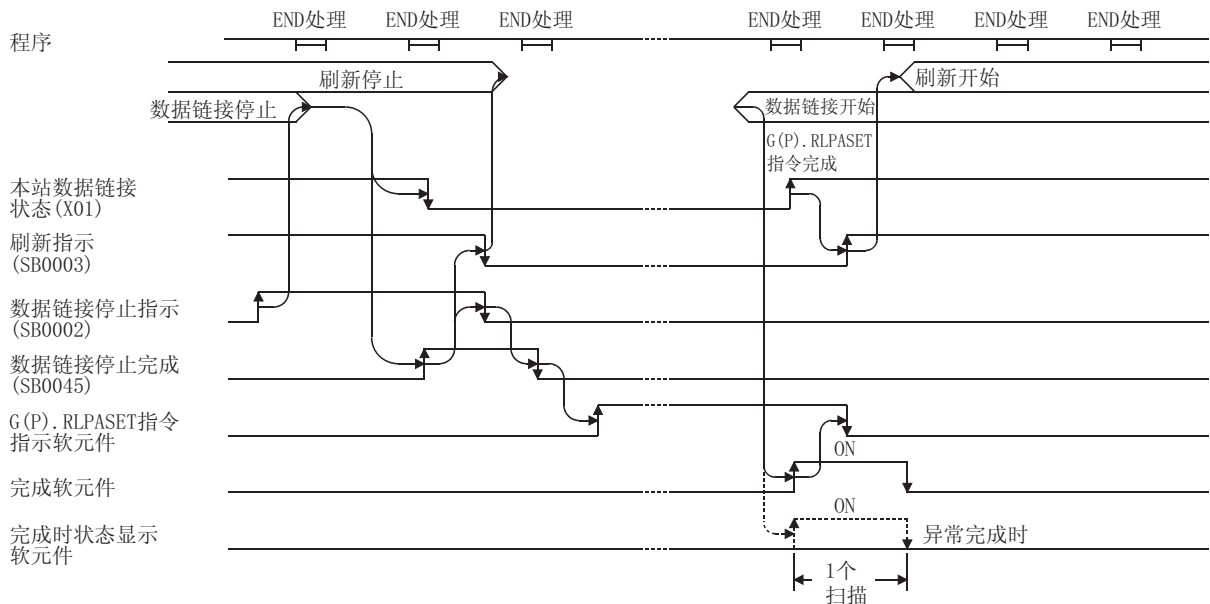 END处理 END处理 END处理 END处理 END处理 END处理 END处理
程序
刷新停止 刷新开始
数据链接停止 数据链接开始
G(P).RLPASET
指令完成
本站数据链接
状态(X01)
刷新指示
(SB0003)
数据链接停止指示
(SB0002)
数据链接停止完成
(SB0045)
G(P).RLPASET指令
指示软元件
ON
完成软元件
ON
完成时状态显示
软元件
异常完成时
1个
扫描